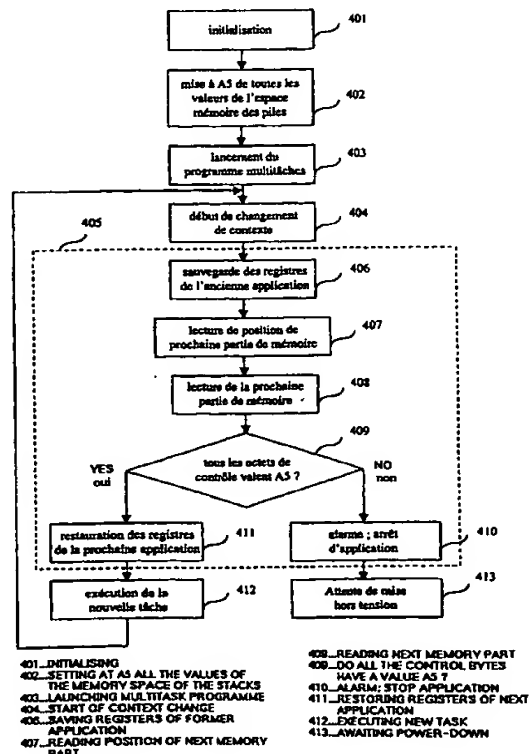 initialisation
401
mise à A5 de toutes les
valeurs de l'espace
mémoire des piles
402
lancement du
programme multitâches
403
début de changement
de contexte
404
405
sauvegarde des registres
de l'ancienne application
406
lecture de position de
prochaine partie de mémoire
407
lecture de la prochaine
partie de mémoire
408
409
tous les octets de
contrôle valent A5 ?
YES
oui
NO
non
restauration des registres
de la prochaine application
411
alarme ; arrêt
d'application
410
exécution de la
nouvelle tâche
412
Attente de mise
hors tension
413
401...INITIALISING
402...SETTING AT A5 ALL THE VALUES OF
THE MEMORY SPACE OF THE STACKS
403...LAUNCHING MULTITASK PROGRAMME
404...START OF CONTEXT CHANGE
406...SAVING REGISTERS OF FORMER
APPLICATION
407...READING POSITION OF NEXT MEMORY
PART
408...READING NEXT MEMORY PART
409...DO ALL THE CONTROL BYTES
HAVE A VALUE A5 ?
410...ALARM; STOP APPLICATION
411...RESTORING REGISTERS OF NEXT
APPLICATION
412...EXECUTING NEW TASK
413...AWAITING POWER-DOWN